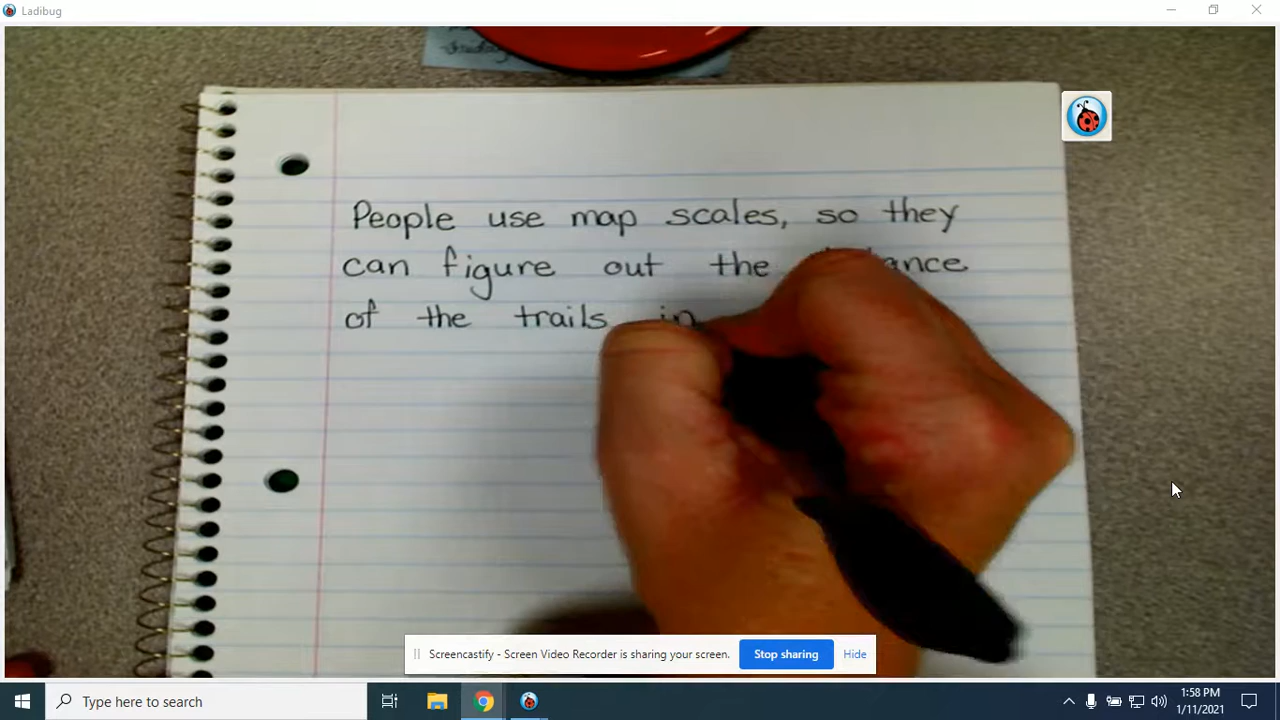 Ladibug
People use map scales, so they
can figure out the
of the trails in
Screencastify - Screen Video Recorder is sharing your screen. Stop sharing Hide
Type here to search
1:58 PM
1/11/2021